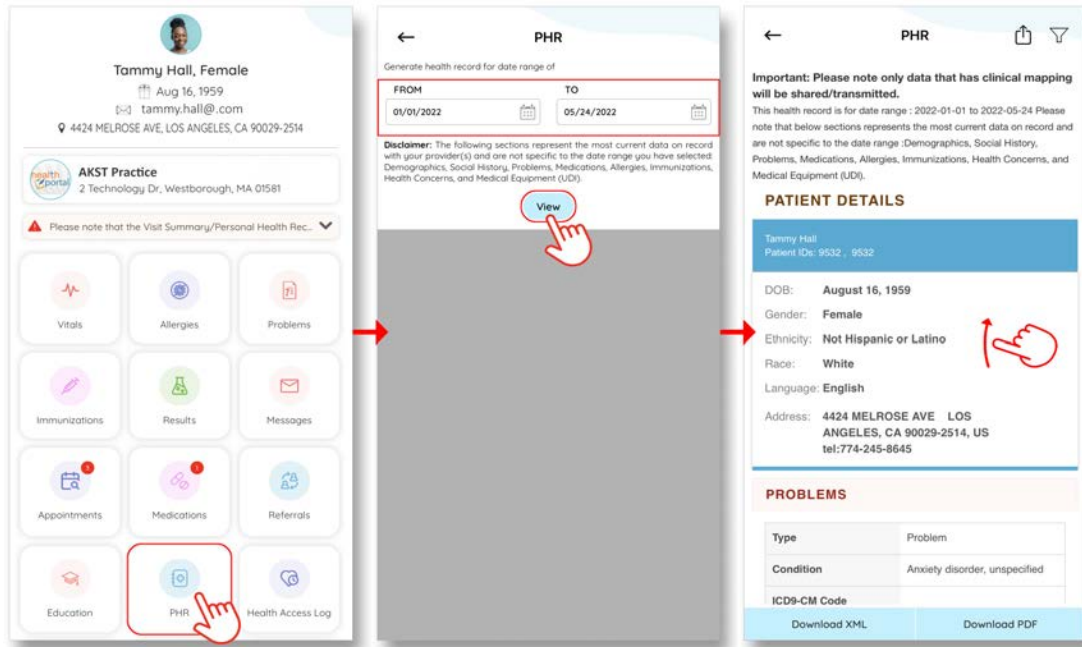 Tammy Hall, Female
Aug 16, 1959
tammy.hall@.com
4424 MELROSE AVE, LOS ANGELES, CA 90029-2514
health portal
AKST Practice
2 Technology Dr, Westborough, MA 01581
Please note that the Visit Summary/Personal Health Rec...
Vitals
Allergies
Problems
Immunizations
Results
Messages
Appointments
Medications
Referrals
Education
PHR
Health Access Log
PHR
Generate health record for date range of
FROM
TO
01/01/2022
05/24/2022
Disclaimer: The following sections represent the most current data on record
with your provider(s) and are not specific to the date range you have selected:
Demographics, Social History, Problems, Medications, Allergies, Immunizations,
Health Concerns, and Medical Equipment (UDI).
View
PHR
Important: Please note only data that has clinical mapping
will be shared/transmitted.
This health record is for date range : 2022-01-01 to 2022-05-24 Please
note that below sections represents the most current data on record and
are not specific to the date range :Demographics, Social History,
Problems, Medications, Allergies, Immunizations, Health Concerns, and
Medical Equipment (UDI).
PATIENT DETAILS
Tammy Hall
Patient IDs: 9532 , 9532
DOB: August 16, 1959
Gender: Female
Ethnicity: Not Hispanic or Latino
Race: White
Language: English
Address: 4424 MELROSE AVE LOS
ANGELES, CA 90029-2514, US
tel:774-245-8645
PROBLEMS
Type Problem
Condition Anxiety disorder, unspecified
ICD9-CM Code
Download XML
Download PDF